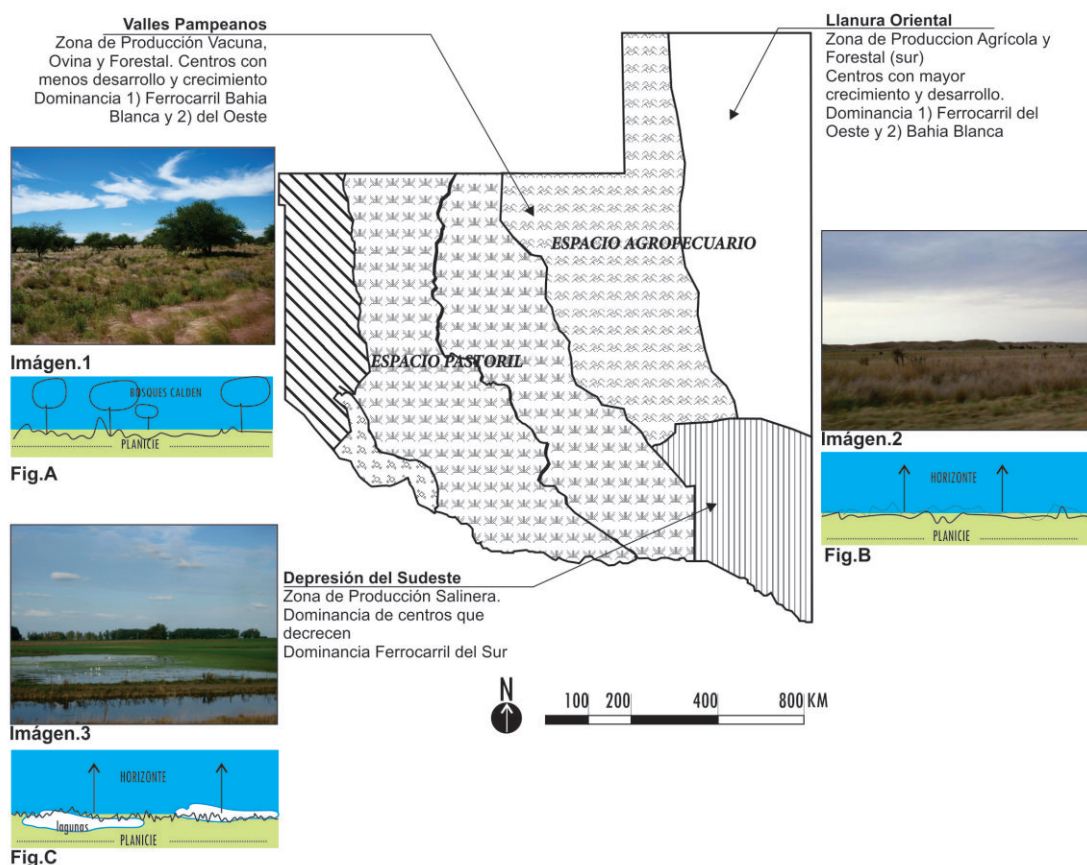 Valles Pampeanos
Zona de Producción Vacuna,
Ovina y Forestal. Centros con
menos desarrollo y crecimiento
Dominancia 1) Ferrocarril Bahia
Blanca y 2) del Oeste
Llanura Oriental
Zona de Produccion Agrícola y
Forestal (sur)
Centros con mayor
crecimiento y desarrollo.
Dominancia 1) Ferrocarril del
Oeste y 2) Bahia Blanca
ESPACIO AGROPECUARIO
ESPACIO PASTORIL
Imágen.1
BOSQUES CALDEN
PLANICIE
Fig.A
Imágen.2
HORIZONTE
PLANICIE
Fig.B
Depresión del Sudeste
Zona de Producción Salinera.
Dominancia de centros que
decrecen
Dominancia Ferrocarril del Sur
N
100 200 400 800 KM
Imágen.3
HORIZONTE
lagunas
PLANICIE
Fig.C